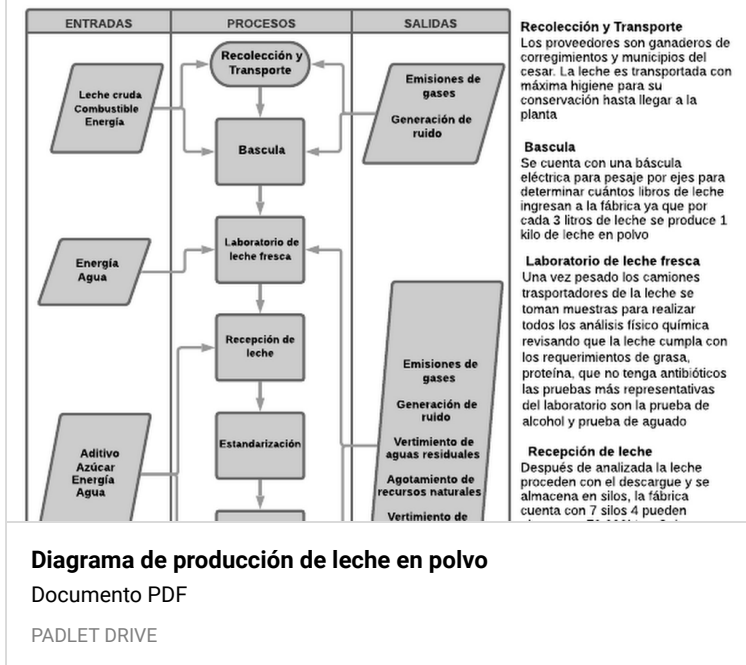 ENTRADAS
PROCESOS
SALIDAS
Leche cruda
Combustible
Energía
Recolección y
Transporte
Emisiones de
gases
Generación de
ruido
Bascula
Energía
Agua
Laboratorio de
leche fresca
Recepción de
leche
Emisiones de
gases
Generación de
ruido
Vertimiento de
aguas residuales
Agotamiento de
recursos naturales
Vertimiento de
Aditivo
Azúcar
Energía
Agua
Estandarización
Recolección y Transporte
Los proveedores son ganaderos de
corregimientos y municipios del
cesar. La leche es transportada con
máxima higiene para su
conservación hasta llegar a la
planta
Bascula
Se cuenta con una báscula
eléctrica para pesaje por ejes para
determinar cuántos libros de leche
ingresan a la fábrica ya que por
cada 3 litros de leche se produce 1
kilo de leche en polvo
Laboratorio de leche fresca
Una vez pesado los camiones
trasportadores de la leche se
toman muestras para realizar
todos los análisis físico química
revisando que la leche cumpla con
los requerimientos de grasa,
proteína, que no tenga antibióticos
las pruebas más representativas
del laboratorio son la prueba de
alcohol y prueba de aguado
Recepción de leche
Después de analizada la leche
proceden con el descargue y se
almacena en silos, la fábrica
cuenta con 7 silos 4 pueden
Diagrama de producción de leche en polvo
Documento PDF
PADLET DRIVE